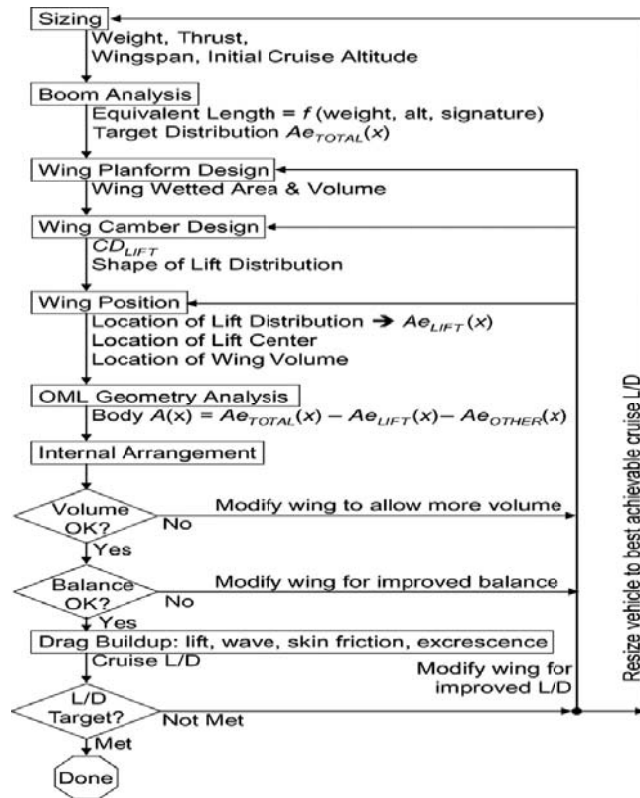 Sizing
Weight, Thrust,
Wingspan, Initial Cruise Altitude
Boom Analysis
Equivalent Length = f (weight, alt, signature)
Target Distribution Ae_TOTAL(x)
Wing Planform Design
Wing Wetted Area & Volume
Wing Camber Design
CD_LIFT
Shape of Lift Distribution
Wing Position
Location of Lift Distribution → Ae_LIFT(x)
Location of Lift Center
Location of Wing Volume
OML Geometry Analysis
Body A(x) = Ae_TOTAL(x) – Ae_LIFT(x) – Ae_OTHER(x)
Internal Arrangement
Volume
OK?
No
Modify wing to allow more volume
Yes
Balance
OK?
No
Modify wing for improved balance
Yes
Drag Buildup: lift, wave, skin friction, excrescence
Cruise L/D
Modify wing for
improved L/D
L/D
Target?
Not Met
Met
Done
Resize vehicle to best achievable cruise L/D